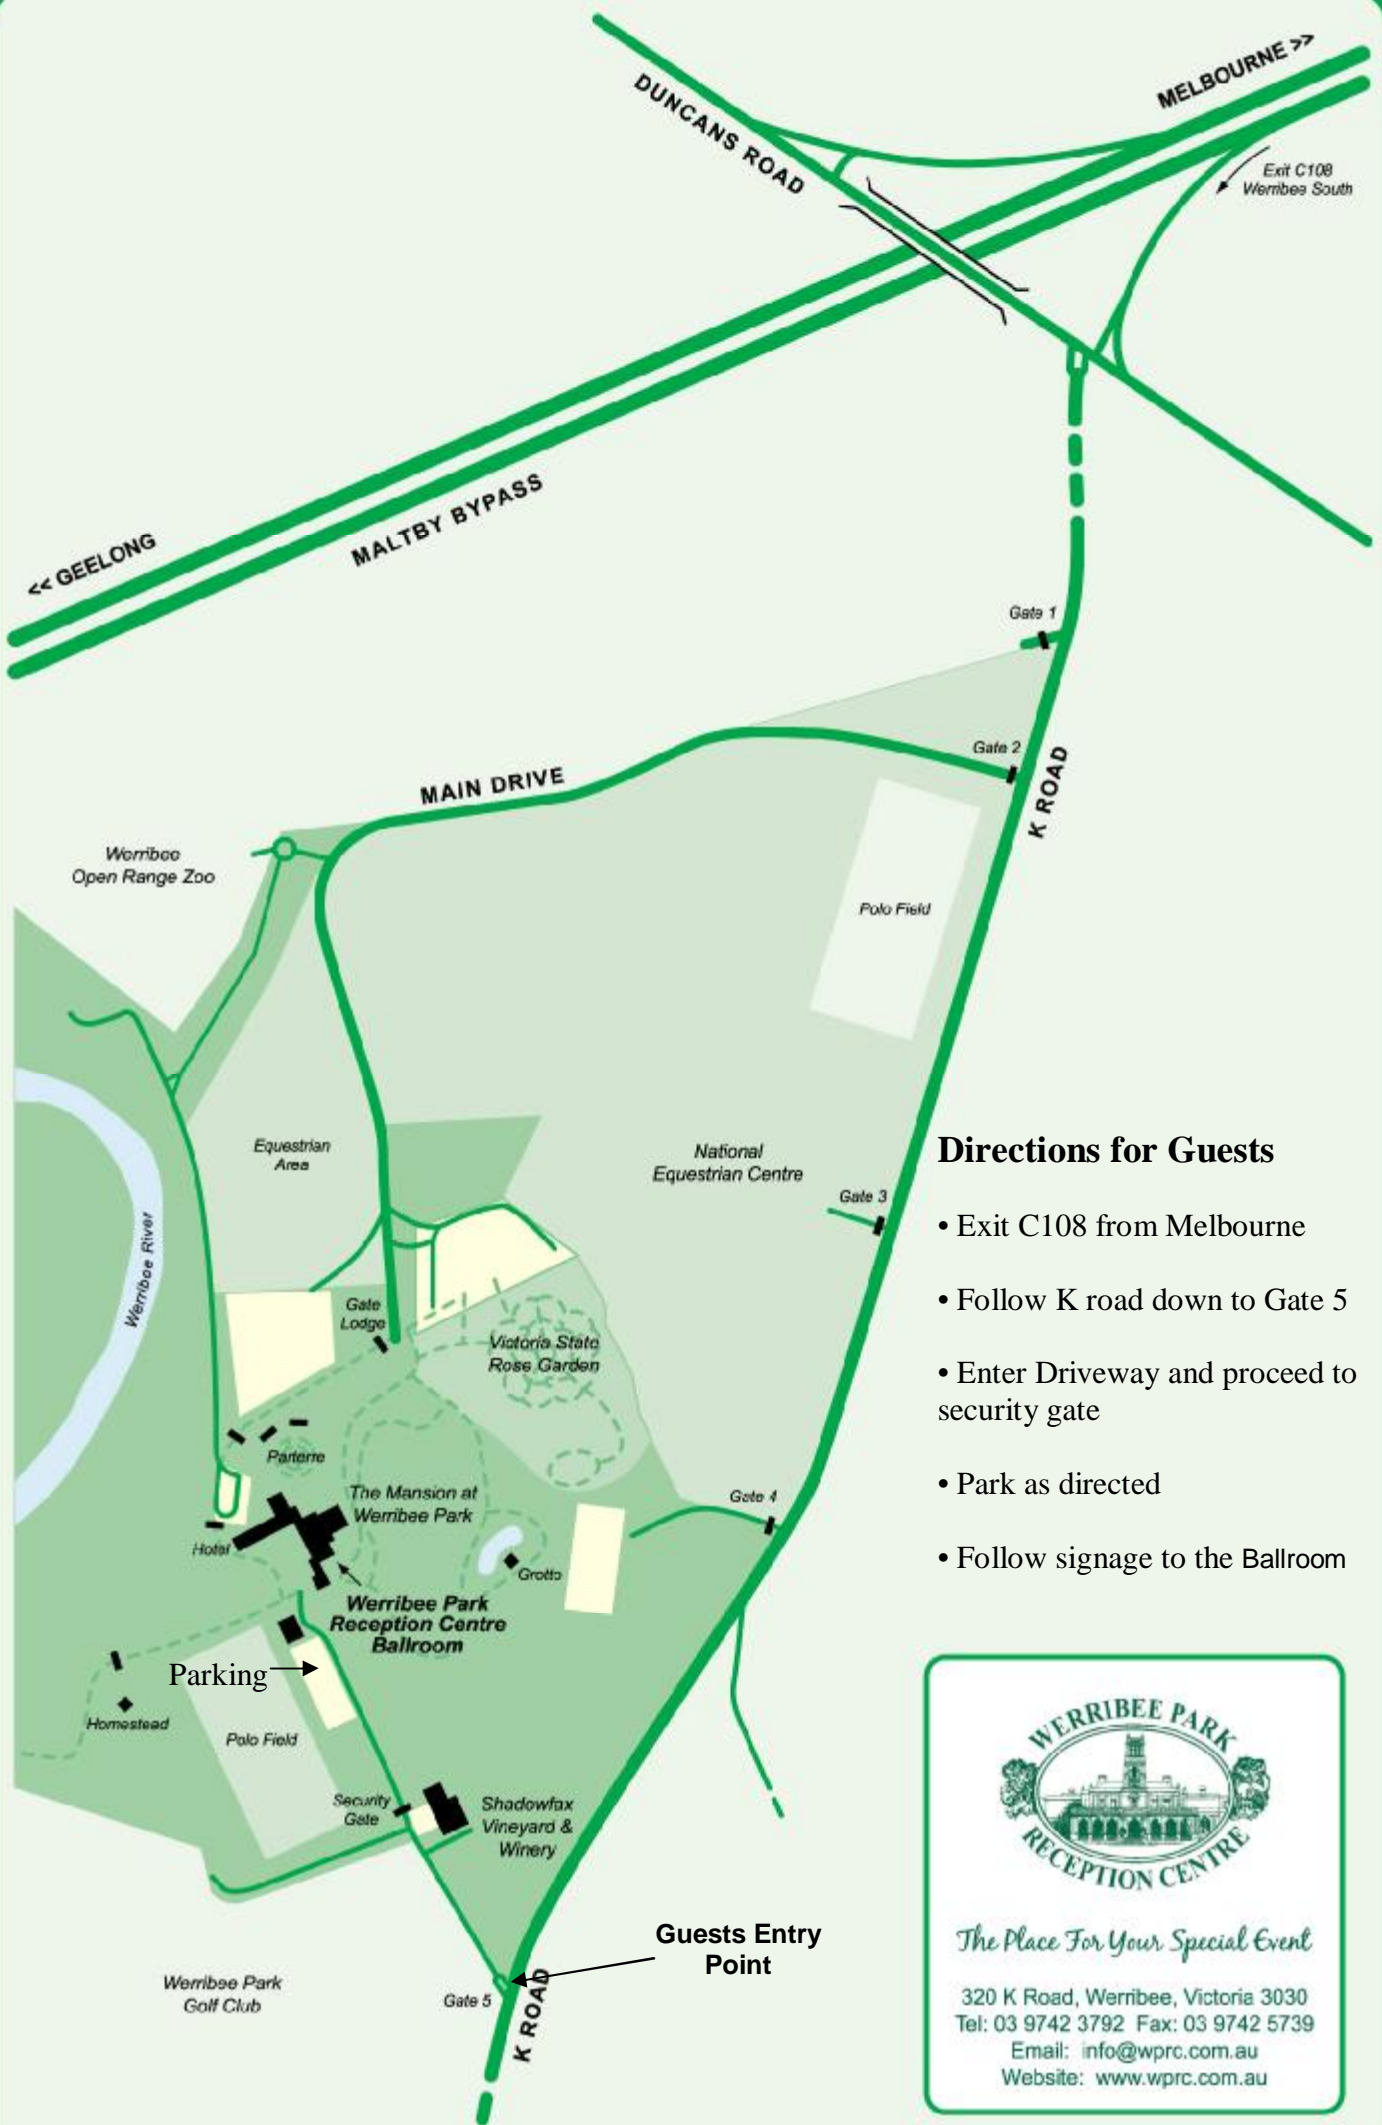 MELBOURNE >>
DUNCANS ROAD
Exit C108
Werribee South
<< GEELONG
MALTBY BYPASS
Gate 1
Gate 2
K ROAD
MAIN DRIVE
Werribee
Open Range Zoo
Polo Field
Equestrian
Area
National
Equestrian Centre
Gate 3
Werribee River
Gate
Lodge
Victoria State
Rose Garden
Parterre
The Mansion at
Werribee Park
Gate 4
Hotel
Grotto
Werribee Park
Reception Centre
Ballroom
Parking
Homestead
Polo Field
Security
Gate
Shadowfax
Vineyard &
Winery
Guests Entry
Point
Werribee Park
Golf Club
Gate 5
K ROAD
Directions for Guests
• Exit C108 from Melbourne
• Follow K road down to Gate 5
• Enter Driveway and proceed to
security gate
• Park as directed
• Follow signage to the Ballroom
WERRIBEE PARK
RECEPTION CENTRE
The Place For Your Special Event
320 K Road, Werribee, Victoria 3030
Tel: 03 9742 3792 Fax: 03 9742 5739
Email: info@wprc.com.au
Website: www.wprc.com.au